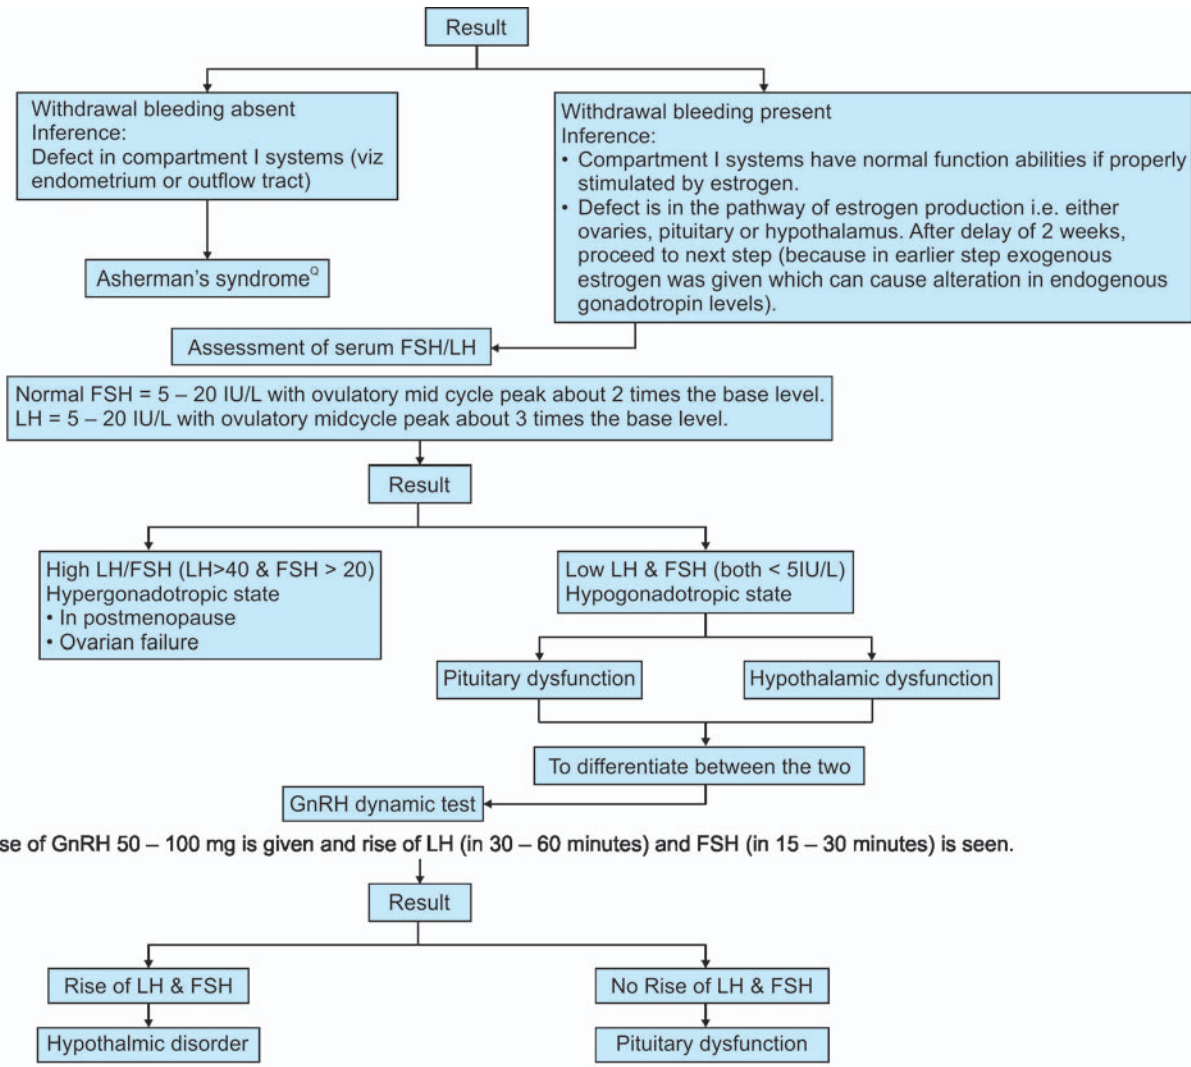 Result
Withdrawal bleeding absent
Inference:
Defect in compartment I systems (viz
endometrium or outflow tract)
Asherman's syndromeQ
Withdrawal bleeding present
Inference:
• Compartment I systems have normal function abilities if properly
stimulated by estrogen.
• Defect is in the pathway of estrogen production i.e. either
ovaries, pituitary or hypothalamus. After delay of 2 weeks,
proceed to next step (because in earlier step exogenous
estrogen was given which can cause alteration in endogenous
gonadotropin levels).
Assessment of serum FSH/LH
Normal FSH = 5 – 20 IU/L with ovulatory mid cycle peak about 2 times the base level.
LH = 5 – 20 IU/L with ovulatory midcycle peak about 3 times the base level.
Result
High LH/FSH (LH>40 & FSH > 20)
Hypergonadotropic state
• In postmenopause
• Ovarian failure
Low LH & FSH (both < 5IU/L)
Hypogonadotropic state
Pituitary dysfunction
Hypothalamic dysfunction
To differentiate between the two
GnRH dynamic test
se of GnRH 50 – 100 mg is given and rise of LH (in 30 – 60 minutes) and FSH (in 15 – 30 minutes) is seen.
Result
Rise of LH & FSH
No Rise of LH & FSH
Hypothalmic disorder
Pituitary dysfunction